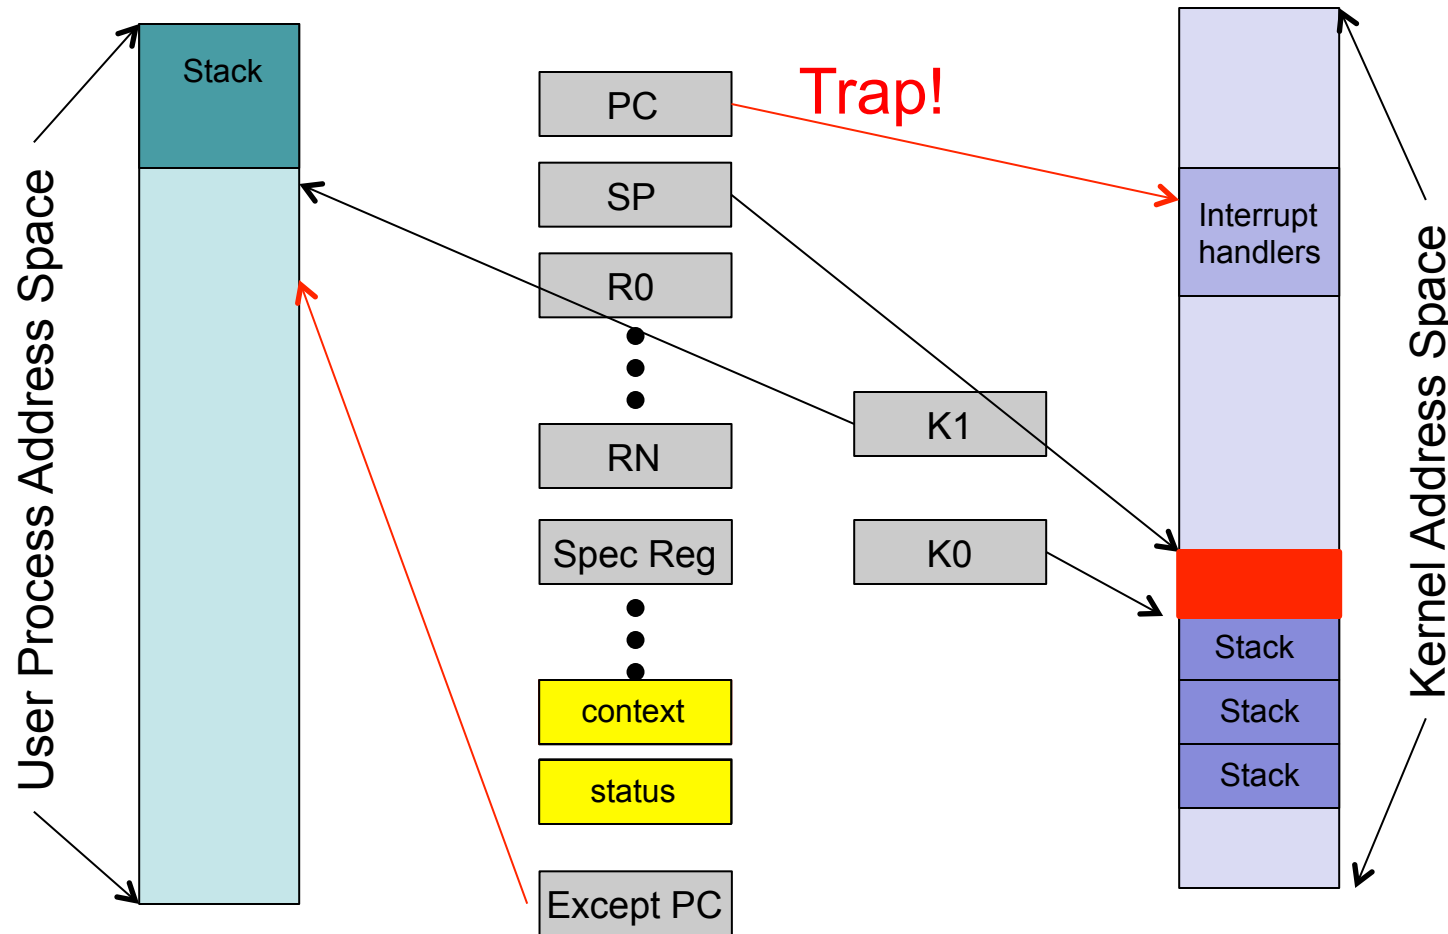 User Process Address Space
Stack
PC
SP
R0
RN
Spec Reg
context
status
Except PC
Trap!
K1
K0
Interrupt
handlers
Stack
Stack
Stack
Kernel Address Space